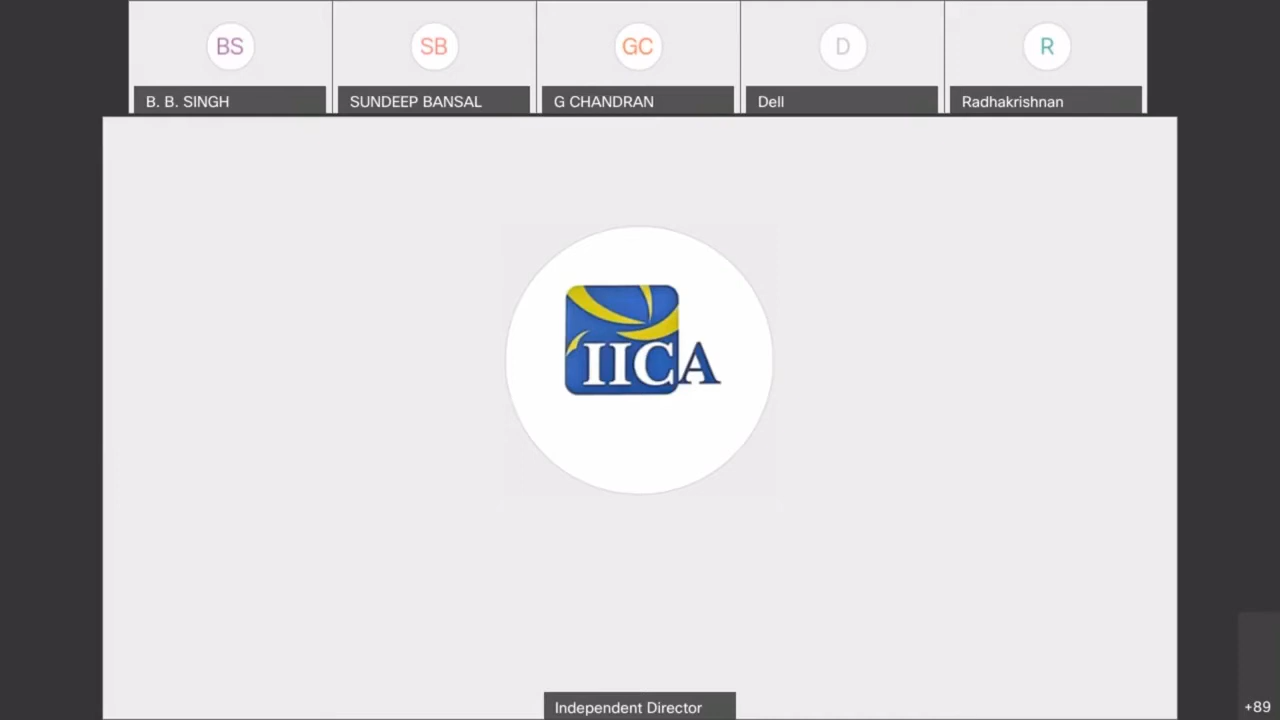 BS
SB
GC
D
R
B. B. SINGH
SUNDEEP BANSAL
G CHANDRAN
Dell
Radhakrishnan
IICA
Independent Director
+89